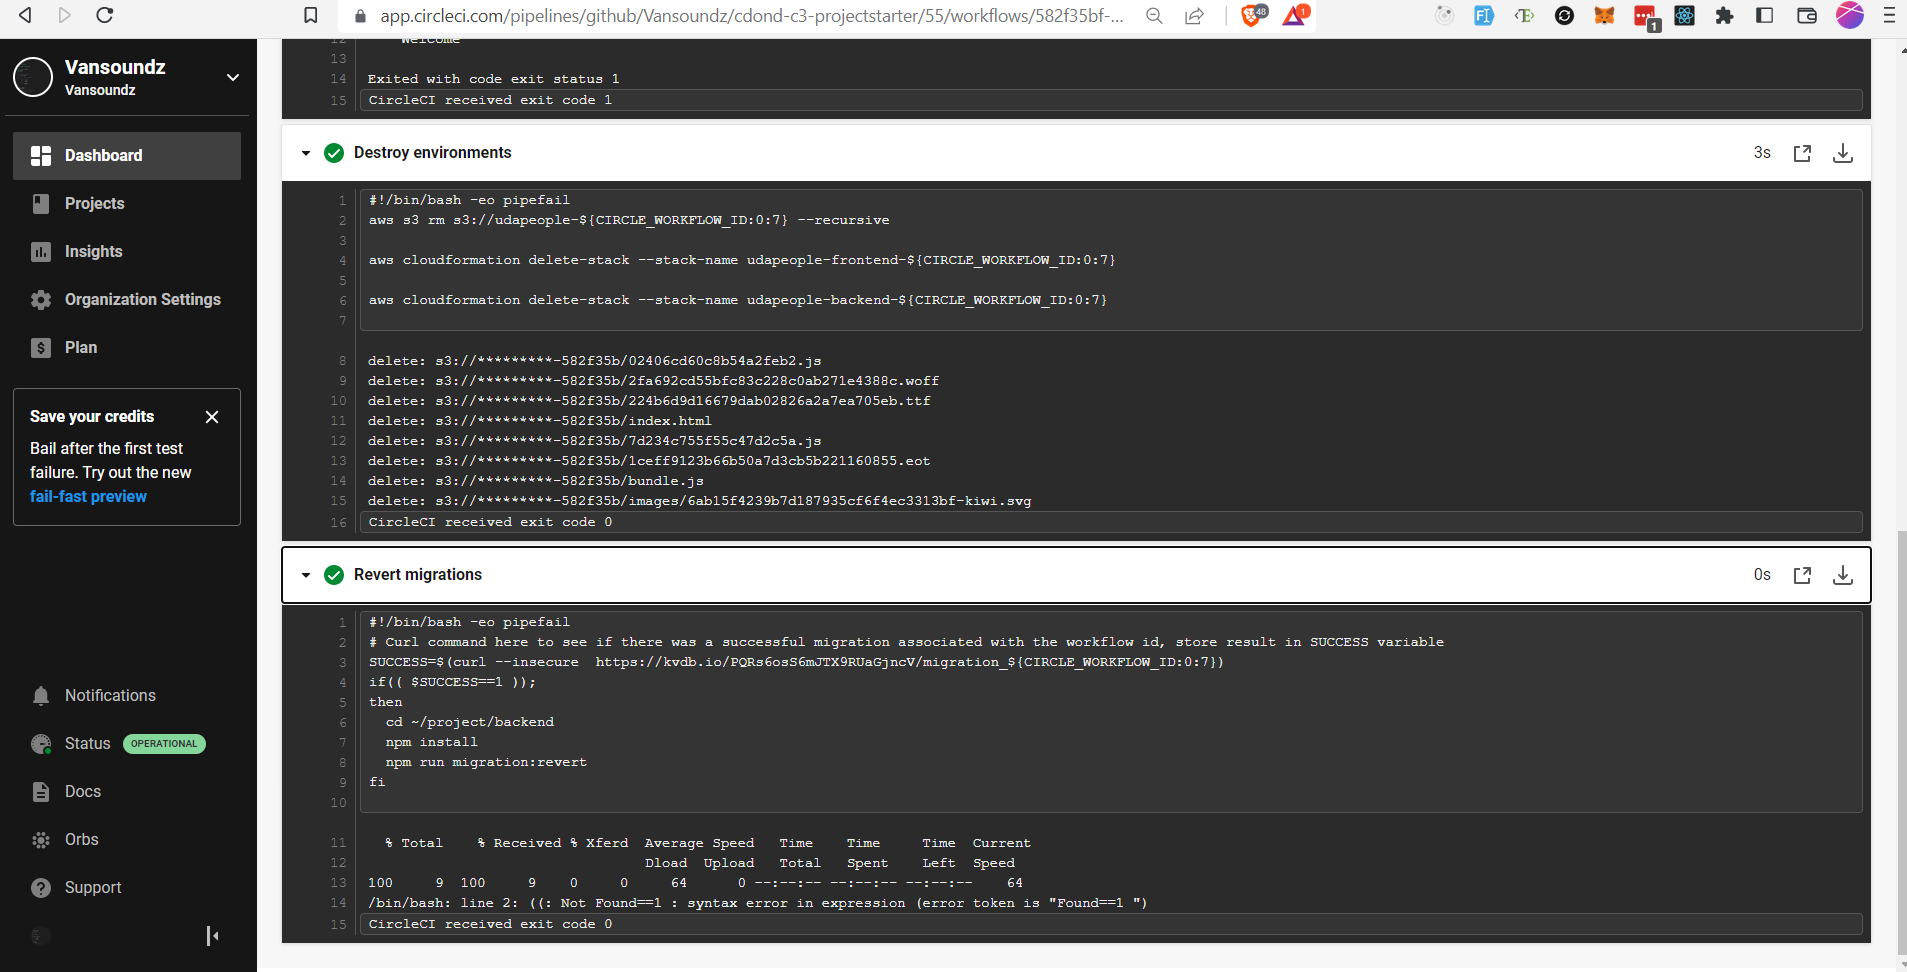 app.circleci.com/pipelines/github/Vansoundz/cdond-c3-projectstarter/55/workflows/582f35bf-...
48
1
1
Vansoundz
Vansoundz
Dashboard
Projects
Insights
Organization Settings
Plan
Save your credits
Bail after the first test
failure. Try out the new
fail-fast preview
Notifications
Status OPERATIONAL
Docs
Orbs
Support
12 Welcome
13
14 Exited with code exit status 1
15 CircleCI received exit code 1
Destroy environments 3s
1 #!/bin/bash -eo pipefail
2 aws s3 rm s3://udapeople-${CIRCLE_WORKFLOW_ID:0:7} --recursive
3
4 aws cloudformation delete-stack --stack-name udapeople-frontend-${CIRCLE_WORKFLOW_ID:0:7}
5
6 aws cloudformation delete-stack --stack-name udapeople-backend-${CIRCLE_WORKFLOW_ID:0:7}
7
8 delete: s3://*********-582f35b/02406cd60c8b54a2feb2.js
9 delete: s3://*********-582f35b/2fa692cd55bfc83c228c0ab271e4388c.woff
10 delete: s3://*********-582f35b/224b6d9d16679dab02826a2a7ea705eb.ttf
11 delete: s3://*********-582f35b/index.html
12 delete: s3://*********-582f35b/7d234c755f55c47d2c5a.js
13 delete: s3://*********-582f35b/1ceff9123b66b50a7d3cb5b221160855.eot
14 delete: s3://*********-582f35b/bundle.js
15 delete: s3://*********-582f35b/images/6ab15f4239b7d187935cf6f4ec3313bf-kiwi.svg
16 CircleCI received exit code 0
Revert migrations 0s
1 #!/bin/bash -eo pipefail
2 # Curl command here to see if there was a successful migration associated with the workflow id, store result in SUCCESS variable
3 SUCCESS=$(curl --insecure  https://kvdb.io/PQRs6osS6mJTX9RUaGjncV/migration_${CIRCLE_WORKFLOW_ID:0:7})
4 if(( $SUCCESS==1 ));
5 then
6 cd ~/project/backend
7 npm install
8 npm run migration:revert
9 fi
10
11 % Total % Received % Xferd Average Speed Time Time Time Current
12 Dload Upload Total Spent Left Speed
13 100 9 100 9 0 0 64 0 --:--:-- --:--:-- --:--:-- 64
14 /bin/bash: line 2: ((: Not Found==1 : syntax error in expression (error token is "Found==1 ")
15 CircleCI received exit code 0